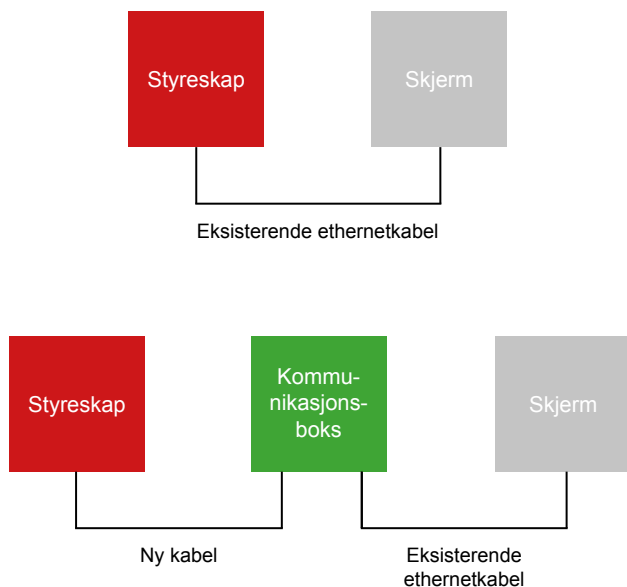 Styreskap
Skjerm
Eksisterende ethernetkabel
Styreskap
Kommu-
nikasjons-
boks
Skjerm
Ny kabel
Eksisterende
ethernetkabel